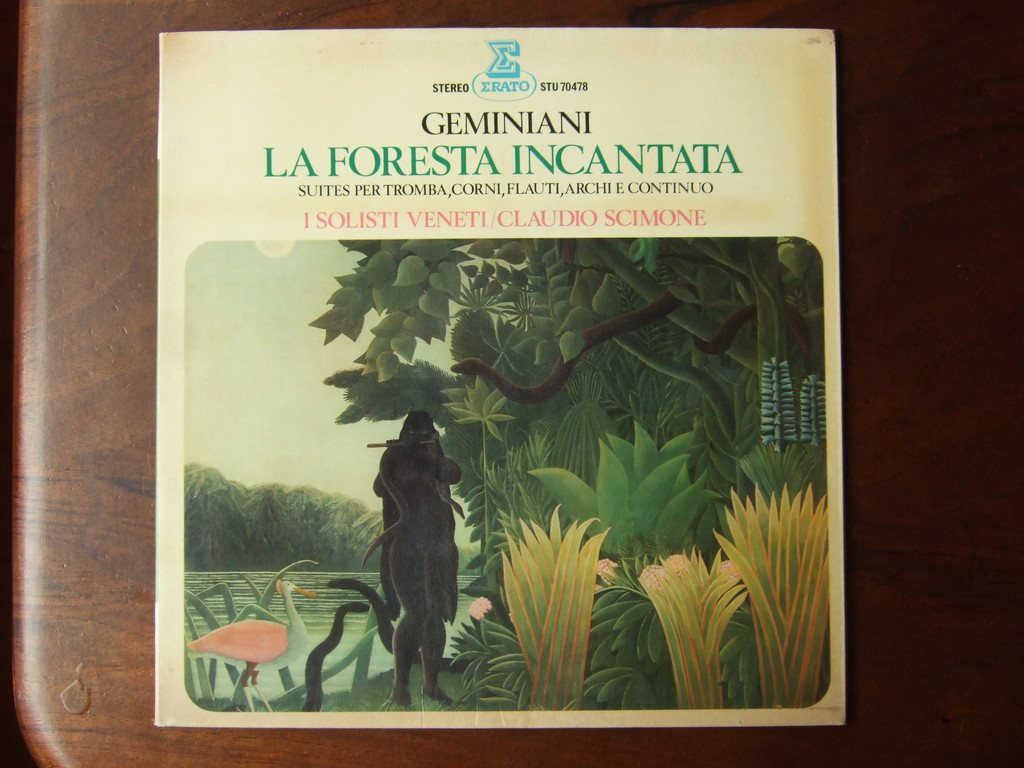 Σ
STEREO ΣRATO STU 70478
GEMINIANI
LA FORESTA INCANTATA
SUITES PER TROMBA, CORNI, FLAUTI, ARCHI E CONTINUO
I SOLISTI VENETI/CLAUDIO SCIMONE